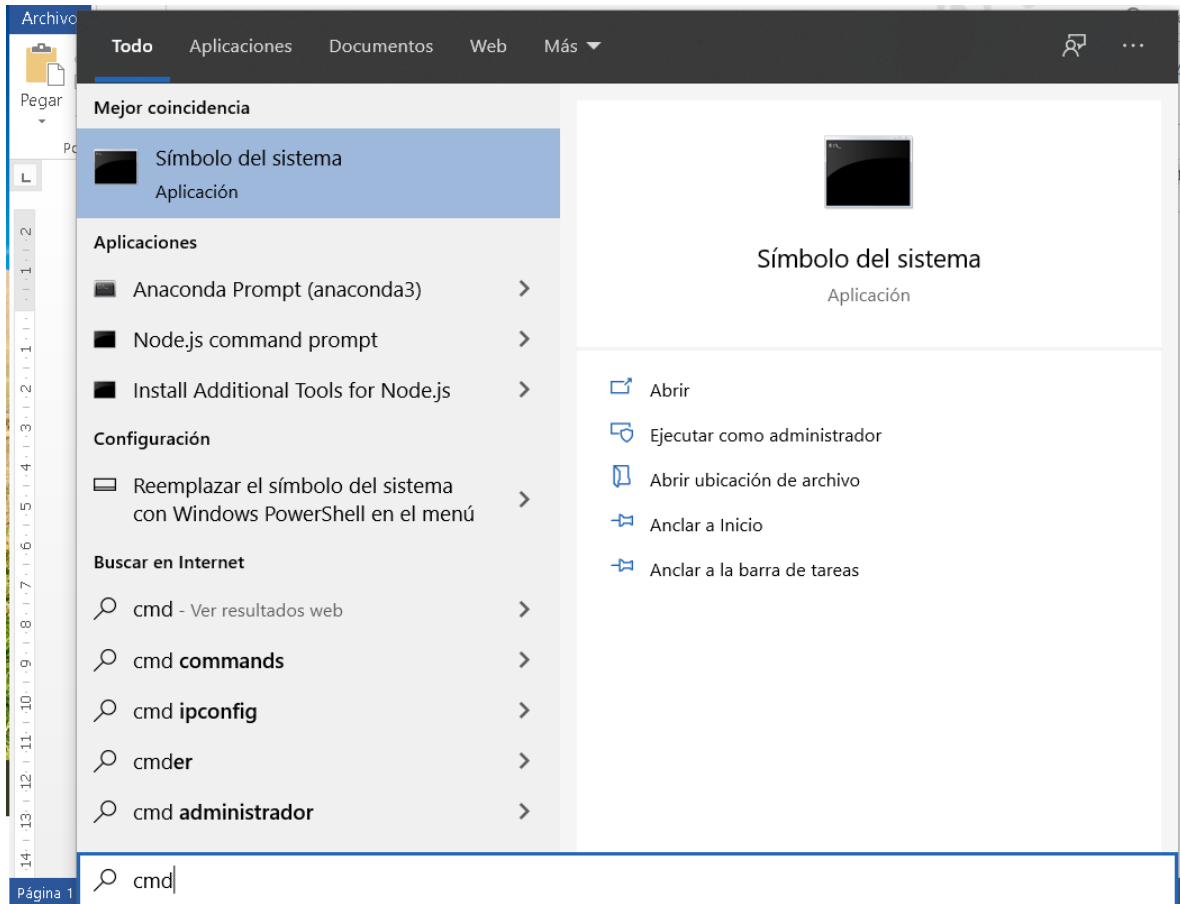 Archivo
Pegar
Página 1
Todo Aplicaciones Documentos Web Más
Mejor coincidencia
Símbolo del sistema
Aplicación
Aplicaciones
Anaconda Prompt (anaconda3)
Node.js command prompt
Install Additional Tools for Node.js
Configuración
Reemplazar el símbolo del sistema
con Windows PowerShell en el menú
Buscar en Internet
cmd - Ver resultados web
cmd commands
cmd ipconfig
cmder
cmd administrador
cmd
Símbolo del sistema
Aplicación
Abrir
Ejecutar como administrador
Abrir ubicación de archivo
Anclar a Inicio
Anclar a la barra de tareas